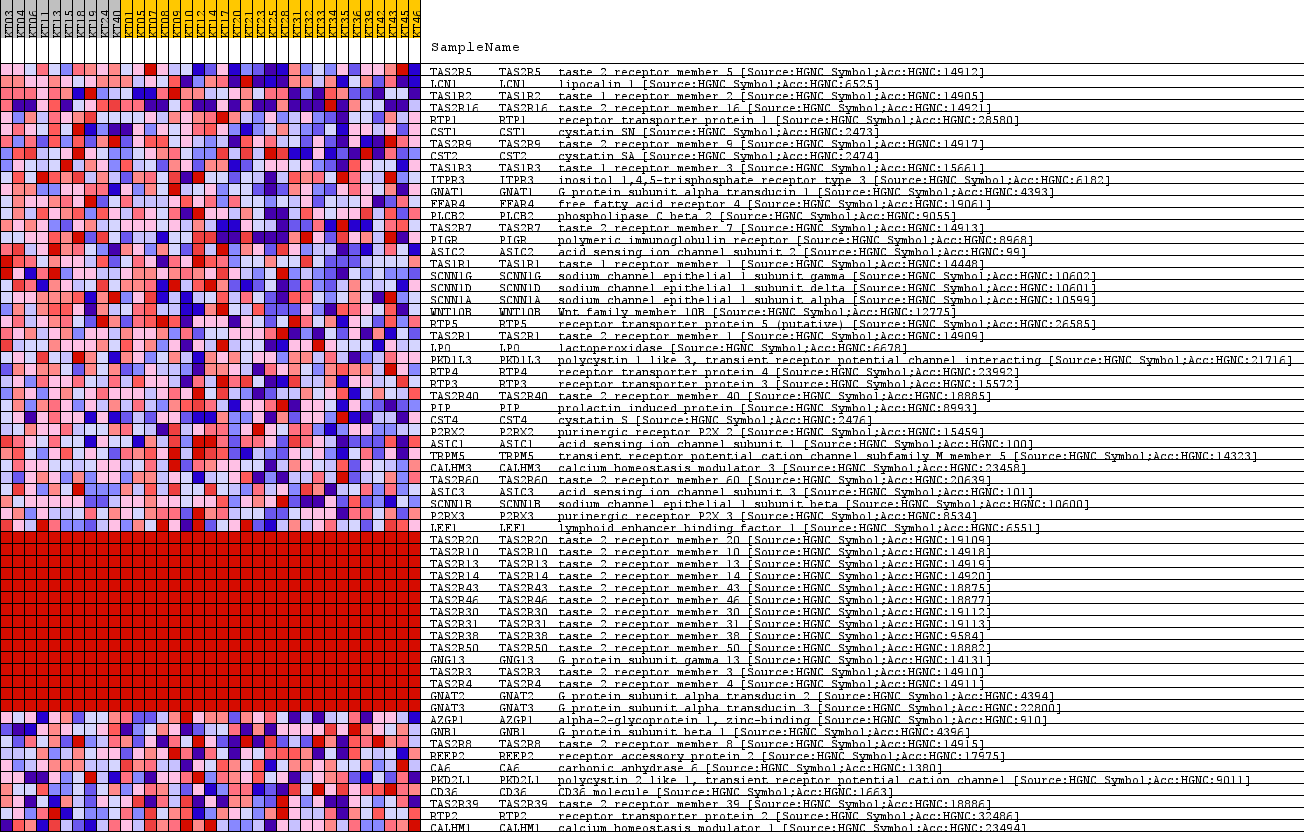 KT03 KT04 KT06 KT11 KT13 KT15 KT18 KT19 KT24 KT40 KT01 KT05 KT07 KT08 KT09 KT10 KT12 KT14 KT17 KT20 KT21 KT23 KT25 KT28 KT31 KT32 KT33 KT34 KT35 KT36 KT39 KT42 KT43 KT45 KT46
SampleName
TAS2R5 TAS2R5 taste 2 receptor member 5 [Source:HGNC Symbol;Acc:HGNC:14912]
LCN1 LCN1 lipocalin 1 [Source:HGNC Symbol;Acc:HGNC:6525]
TAS1R2 TAS1R2 taste 1 receptor member 2 [Source:HGNC Symbol;Acc:HGNC:14905]
TAS2R16 TAS2R16 taste 2 receptor member 16 [Source:HGNC Symbol;Acc:HGNC:14921]
RTP1 RTP1 receptor transporter protein 1 [Source:HGNC Symbol;Acc:HGNC:28580]
CST1 CST1 cystatin SN [Source:HGNC Symbol;Acc:HGNC:2473]
TAS2R9 TAS2R9 taste 2 receptor member 9 [Source:HGNC Symbol;Acc:HGNC:14917]
CST2 CST2 cystatin SA [Source:HGNC Symbol;Acc:HGNC:2474]
TAS1R3 TAS1R3 taste 1 receptor member 3 [Source:HGNC Symbol;Acc:HGNC:15661]
ITPR3 ITPR3 inositol 1,4,5-trisphosphate receptor type 3 [Source:HGNC Symbol;Acc:HGNC:6182]
GNAT1 GNAT1 G protein subunit alpha transducin 1 [Source:HGNC Symbol;Acc:HGNC:4393]
FFAR4 FFAR4 free fatty acid receptor 4 [Source:HGNC Symbol;Acc:HGNC:19061]
PLCB2 PLCB2 phospholipase C beta 2 [Source:HGNC Symbol;Acc:HGNC:9055]
TAS2R7 TAS2R7 taste 2 receptor member 7 [Source:HGNC Symbol;Acc:HGNC:14913]
PIGR PIGR polymeric immunoglobulin receptor [Source:HGNC Symbol;Acc:HGNC:8968]
ASIC2 ASIC2 acid sensing ion channel subunit 2 [Source:HGNC Symbol;Acc:HGNC:99]
TAS1R1 TAS1R1 taste 1 receptor member 1 [Source:HGNC Symbol;Acc:HGNC:14448]
SCNN1G SCNN1G sodium channel epithelial 1 subunit gamma [Source:HGNC Symbol;Acc:HGNC:10602]
SCNN1D SCNN1D sodium channel epithelial 1 subunit delta [Source:HGNC Symbol;Acc:HGNC:10601]
SCNN1A SCNN1A sodium channel epithelial 1 subunit alpha [Source:HGNC Symbol;Acc:HGNC:10599]
WNT10B WNT10B Wnt family member 10B [Source:HGNC Symbol;Acc:HGNC:12775]
RTP5 RTP5 receptor transporter protein 5 (putative) [Source:HGNC Symbol;Acc:HGNC:26585]
TAS2R1 TAS2R1 taste 2 receptor member 1 [Source:HGNC Symbol;Acc:HGNC:14909]
LPO LPO lactoperoxidase [Source:HGNC Symbol;Acc:HGNC:6678]
PKD1L3 PKD1L3 polycystin 1 like 3, transient receptor potential channel interacting [Source:HGNC Symbol;Acc:HGNC:21716]
RTP4 RTP4 receptor transporter protein 4 [Source:HGNC Symbol;Acc:HGNC:23992]
RTP3 RTP3 receptor transporter protein 3 [Source:HGNC Symbol;Acc:HGNC:15572]
TAS2R40 TAS2R40 taste 2 receptor member 40 [Source:HGNC Symbol;Acc:HGNC:18885]
PIP PIP prolactin induced protein [Source:HGNC Symbol;Acc:HGNC:8993]
CST4 CST4 cystatin S [Source:HGNC Symbol;Acc:HGNC:2476]
P2RX2 P2RX2 purinergic receptor P2X 2 [Source:HGNC Symbol;Acc:HGNC:15459]
ASIC1 ASIC1 acid sensing ion channel subunit 1 [Source:HGNC Symbol;Acc:HGNC:100]
TRPM5 TRPM5 transient receptor potential cation channel subfamily M member 5 [Source:HGNC Symbol;Acc:HGNC:14323]
CALHM3 CALHM3 calcium homeostasis modulator 3 [Source:HGNC Symbol;Acc:HGNC:23458]
TAS2R60 TAS2R60 taste 2 receptor member 60 [Source:HGNC Symbol;Acc:HGNC:20639]
ASIC3 ASIC3 acid sensing ion channel subunit 3 [Source:HGNC Symbol;Acc:HGNC:101]
SCNN1B SCNN1B sodium channel epithelial 1 subunit beta [Source:HGNC Symbol;Acc:HGNC:10600]
P2RX3 P2RX3 purinergic receptor P2X 3 [Source:HGNC Symbol;Acc:HGNC:8534]
LEF1 LEF1 lymphoid enhancer binding factor 1 [Source:HGNC Symbol;Acc:HGNC:6551]
TAS2R20 TAS2R20 taste 2 receptor member 20 [Source:HGNC Symbol;Acc:HGNC:19109]
TAS2R10 TAS2R10 taste 2 receptor member 10 [Source:HGNC Symbol;Acc:HGNC:14918]
TAS2R13 TAS2R13 taste 2 receptor member 13 [Source:HGNC Symbol;Acc:HGNC:14919]
TAS2R14 TAS2R14 taste 2 receptor member 14 [Source:HGNC Symbol;Acc:HGNC:14920]
TAS2R43 TAS2R43 taste 2 receptor member 43 [Source:HGNC Symbol;Acc:HGNC:18875]
TAS2R46 TAS2R46 taste 2 receptor member 46 [Source:HGNC Symbol;Acc:HGNC:18877]
TAS2R30 TAS2R30 taste 2 receptor member 30 [Source:HGNC Symbol;Acc:HGNC:19112]
TAS2R31 TAS2R31 taste 2 receptor member 31 [Source:HGNC Symbol;Acc:HGNC:19113]
TAS2R38 TAS2R38 taste 2 receptor member 38 [Source:HGNC Symbol;Acc:HGNC:9584]
TAS2R50 TAS2R50 taste 2 receptor member 50 [Source:HGNC Symbol;Acc:HGNC:18882]
GNG13 GNG13 G protein subunit gamma 13 [Source:HGNC Symbol;Acc:HGNC:14131]
TAS2R3 TAS2R3 taste 2 receptor member 3 [Source:HGNC Symbol;Acc:HGNC:14910]
TAS2R4 TAS2R4 taste 2 receptor member 4 [Source:HGNC Symbol;Acc:HGNC:14911]
GNAT2 GNAT2 G protein subunit alpha transducin 2 [Source:HGNC Symbol;Acc:HGNC:4394]
GNAT3 GNAT3 G protein subunit alpha transducin 3 [Source:HGNC Symbol;Acc:HGNC:22800]
AZGP1 AZGP1 alpha-2-glycoprotein 1, zinc-binding [Source:HGNC Symbol;Acc:HGNC:910]
GNB1 GNB1 G protein subunit beta 1 [Source:HGNC Symbol;Acc:HGNC:4396]
TAS2R8 TAS2R8 taste 2 receptor member 8 [Source:HGNC Symbol;Acc:HGNC:14915]
REEP2 REEP2 receptor accessory protein 2 [Source:HGNC Symbol;Acc:HGNC:17975]
CA6 CA6 carbonic anhydrase 6 [Source:HGNC Symbol;Acc:HGNC:1380]
PKD2L1 PKD2L1 polycystin 2 like 1, transient receptor potential cation channel [Source:HGNC Symbol;Acc:HGNC:9011]
CD36 CD36 CD36 molecule [Source:HGNC Symbol;Acc:HGNC:1663]
TAS2R39 TAS2R39 taste 2 receptor member 39 [Source:HGNC Symbol;Acc:HGNC:18886]
RTP2 RTP2 receptor transporter protein 2 [Source:HGNC Symbol;Acc:HGNC:32486]
CALHM1 CALHM1 calcium homeostasis modulator 1 [Source:HGNC Symbol;Acc:HGNC:23494]